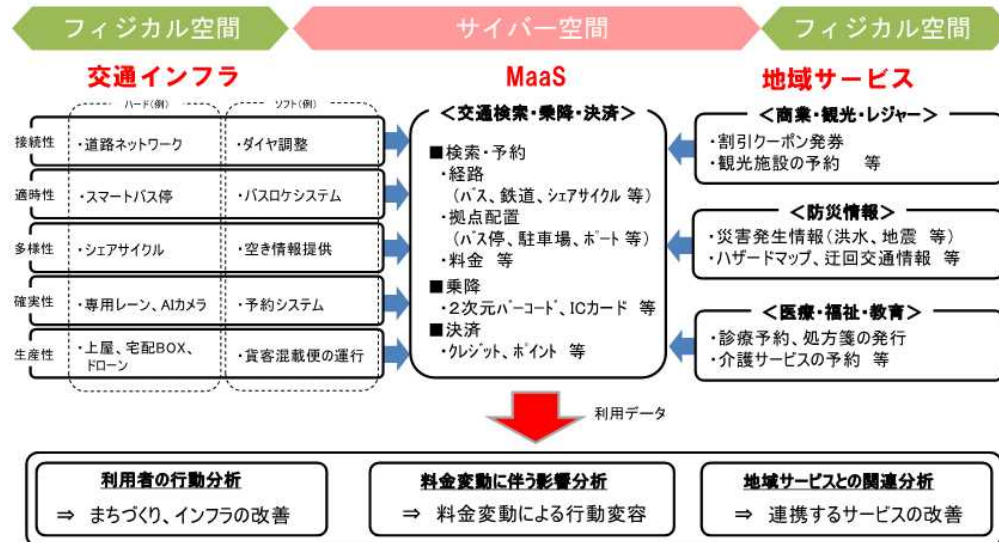 フィジカル空間
サイバー空間
フィジカル空間
交通インフラ
MaaS
地域サービス
ハード(例)
ソフト(例)
接続性
・道路ネットワーク
・ダイヤ調整
適時性
・スマートバス停
・バスロケシステム
多様性
・シェアサイクル
・空き情報提供
確実性
・専用レーン、AIカメラ
・予約システム
生産性
・上屋、宅配BOX、
ドローン
・貨客混載便の運行
<交通検索・乗降・決済>
■検索・予約
・経路
(バス、鉄道、シェアサイクル 等)
・拠点配置
(バス停、駐車場、ポート 等)
・料金 等
■乗降
・2次元バーコード、ICカード 等
■決済
・クレジット、ポイント 等
<商業・観光・レジャー>
・割引クーポン発券
・観光施設の予約 等
<防災情報>
・災害発生情報(洪水、地震 等)
・ハザードマップ、迂回交通情報 等
<医療・福祉・教育>
・診療予約、処方箋の発行
・介護サービスの予約 等
利用データ
利用者の行動分析
⇒ まちづくり、インフラの改善
料金変動に伴う影響分析
⇒ 料金変動による行動変容
地域サービスとの関連分析
⇒ 連携するサービスの改善